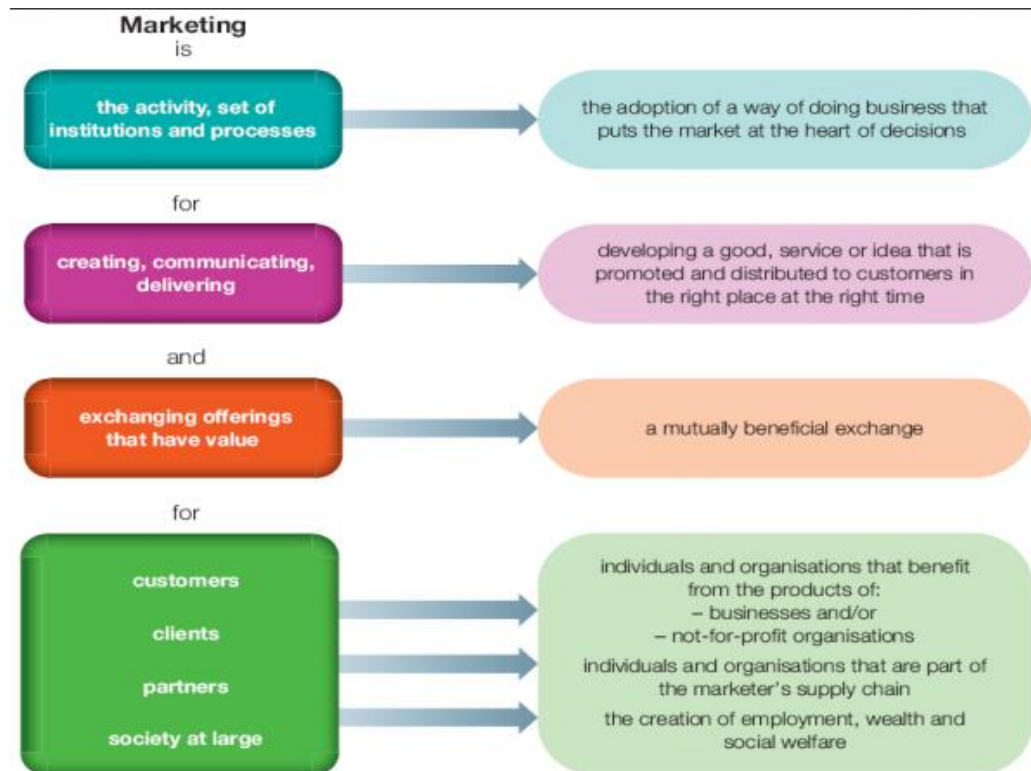 Marketing
is
the activity, set of
institutions and processes
the adoption of a way of doing business that
puts the market at the heart of decisions
for
creating, communicating,
delivering
developing a good, service or idea that is
promoted and distributed to customers in
the right place at the right time
and
exchanging offerings
that have value
a mutually beneficial exchange
for
customers
clients
partners
society at large
individuals and organisations that benefit
from the products of:
– businesses and/or
– not-for-profit organisations
individuals and organisations that are part of
the marketer's supply chain
the creation of employment, wealth and
social welfare